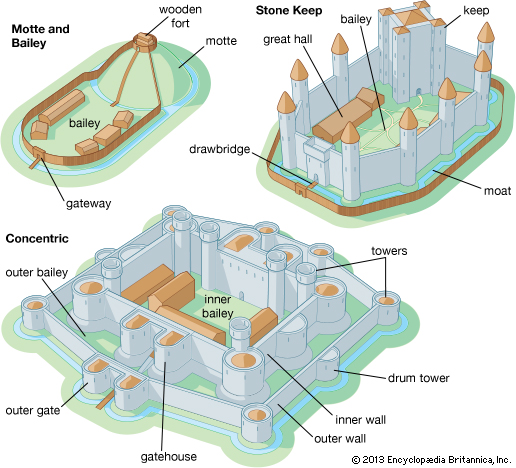 Motte and
Bailey
wooden
fort
motte
bailey
gateway
Stone Keep
bailey
keep
great hall
drawbridge
moat
Concentric
outer bailey
inner
bailey
towers
drum tower
outer gate
inner wall
outer wall
gatehouse
© 2013 Encyclopædia Britannica, Inc.